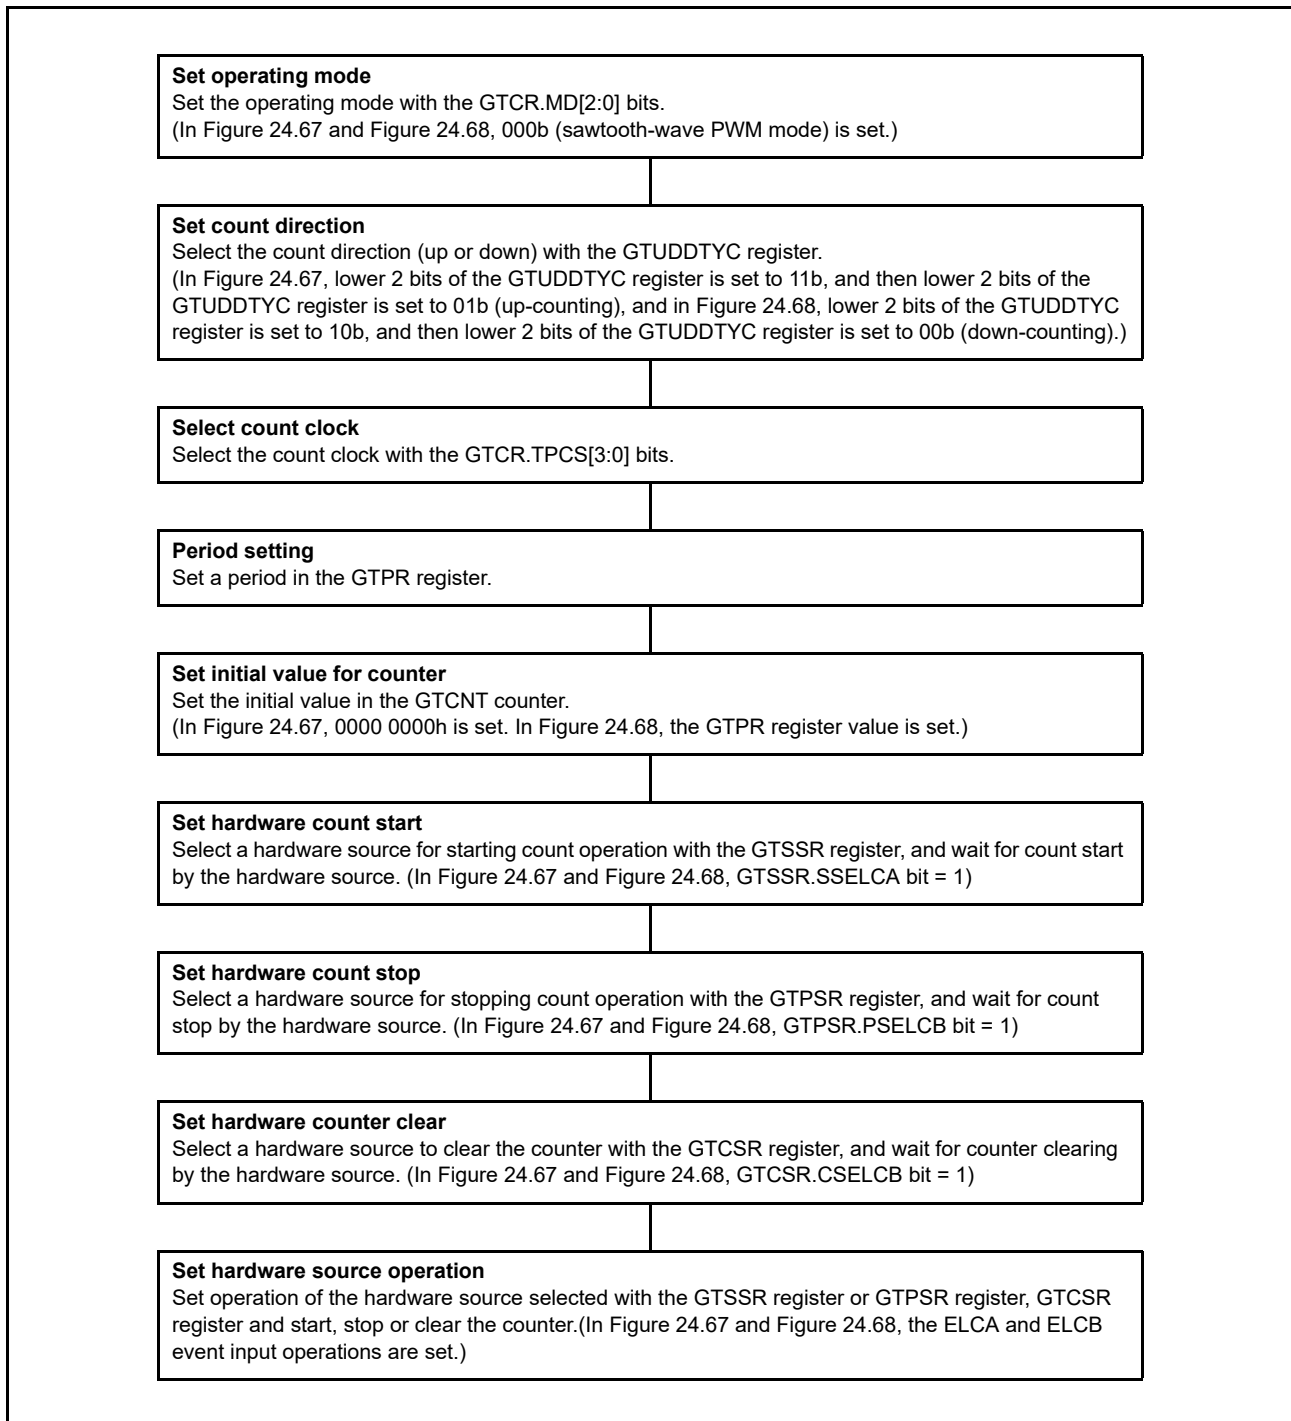 Set operating mode
Set the operating mode with the GTCR.MD[2:0] bits.
(In Figure 24.67 and Figure 24.68, 000b (sawtooth-wave PWM mode) is set.)
Set count direction
Select the count direction (up or down) with the GTUDDTYC register.
(In Figure 24.67, lower 2 bits of the GTUDDTYC register is set to 11b, and then lower 2 bits of the
GTUDDTYC register is set to 01b (up-counting), and in Figure 24.68, lower 2 bits of the GTUDDTYC
register is set to 10b, and then lower 2 bits of the GTUDDTYC register is set to 00b (down-counting).)
Select count clock
Select the count clock with the GTCR.TPCS[3:0] bits.
Period setting
Set a period in the GTPR register.
Set initial value for counter
Set the initial value in the GTCNT counter.
(In Figure 24.67, 0000 0000h is set. In Figure 24.68, the GTPR register value is set.)
Set hardware count start
Select a hardware source for starting count operation with the GTSSR register, and wait for count start
by the hardware source. (In Figure 24.67 and Figure 24.68, GTSSR.SSELCA bit = 1)
Set hardware count stop
Select a hardware source for stopping count operation with the GTPSR register, and wait for count
stop by the hardware source. (In Figure 24.67 and Figure 24.68, GTPSR.PSELCB bit = 1)
Set hardware counter clear
Select a hardware source to clear the counter with the GTCSR register, and wait for counter clearing
by the hardware source. (In Figure 24.67 and Figure 24.68, GTCSR.CSELCB bit = 1)
Set hardware source operation
Set operation of the hardware source selected with the GTSSR register or GTPSR register, GTCSR
register and start, stop or clear the counter.(In Figure 24.67 and Figure 24.68, the ELCA and ELCB
event input operations are set.)